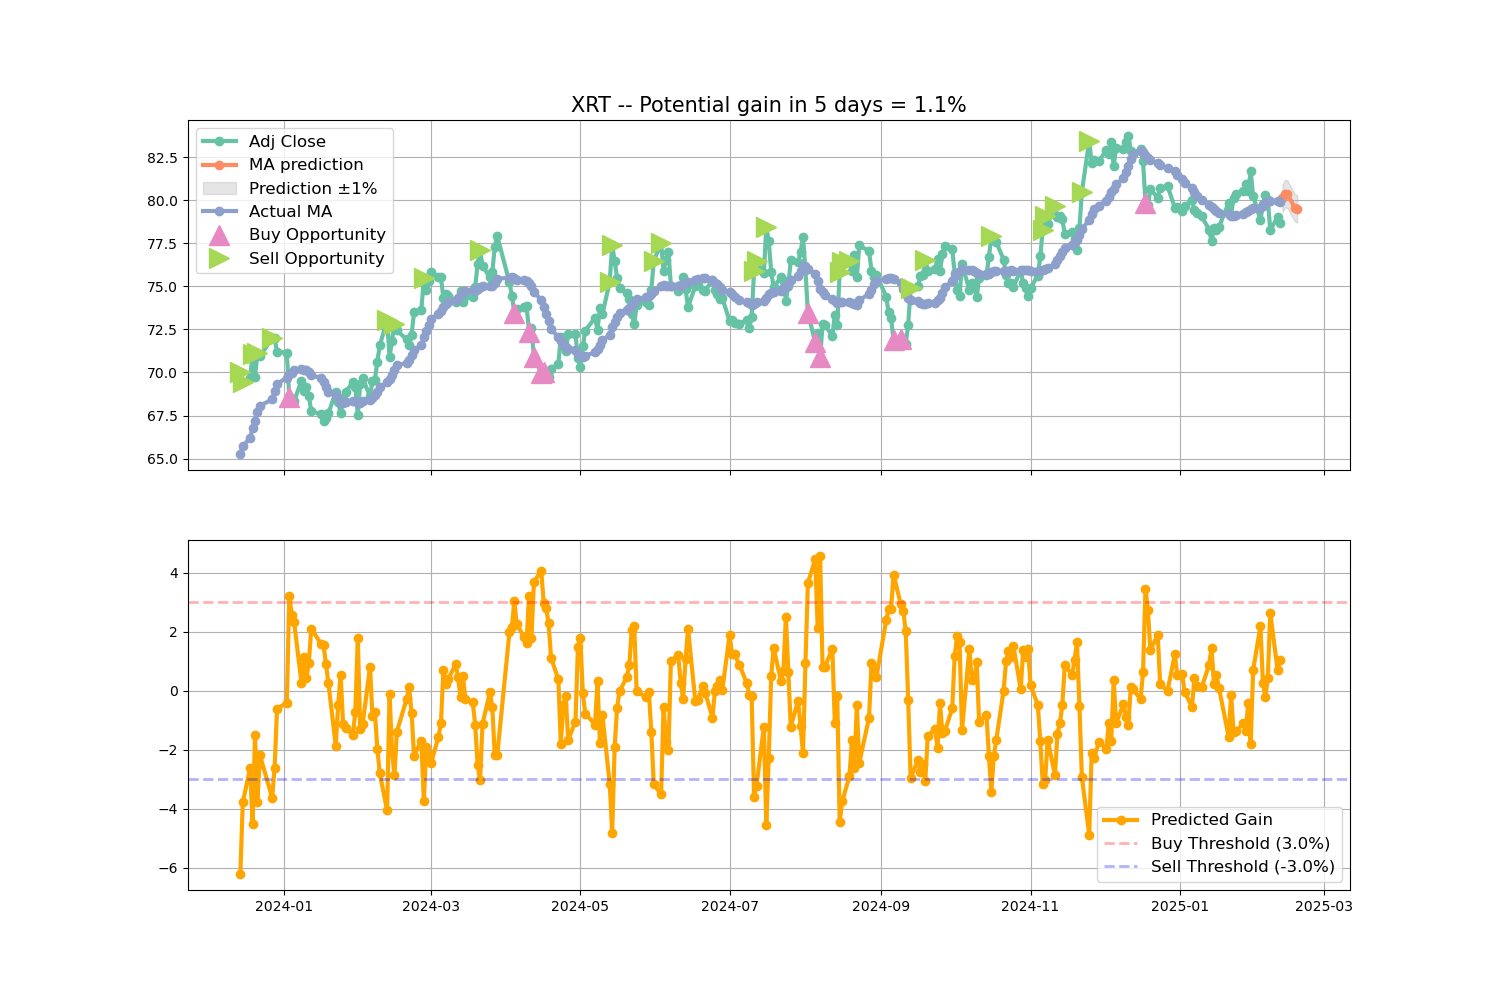 XRT -- Potential gain in 5 days = 1.1%
82.5
80.0
77.5
75.0
72.5
70.0
67.5
65.0
Adj Close
MA prediction
Prediction ±1%
Actual MA
Buy Opportunity
Sell Opportunity
4
2
0
−2
−4
−6
Predicted Gain
Buy Threshold (3.0%)
Sell Threshold (-3.0%)
2024-01
2024-03
2024-05
2024-07
2024-09
2024-11
2025-01
2025-03